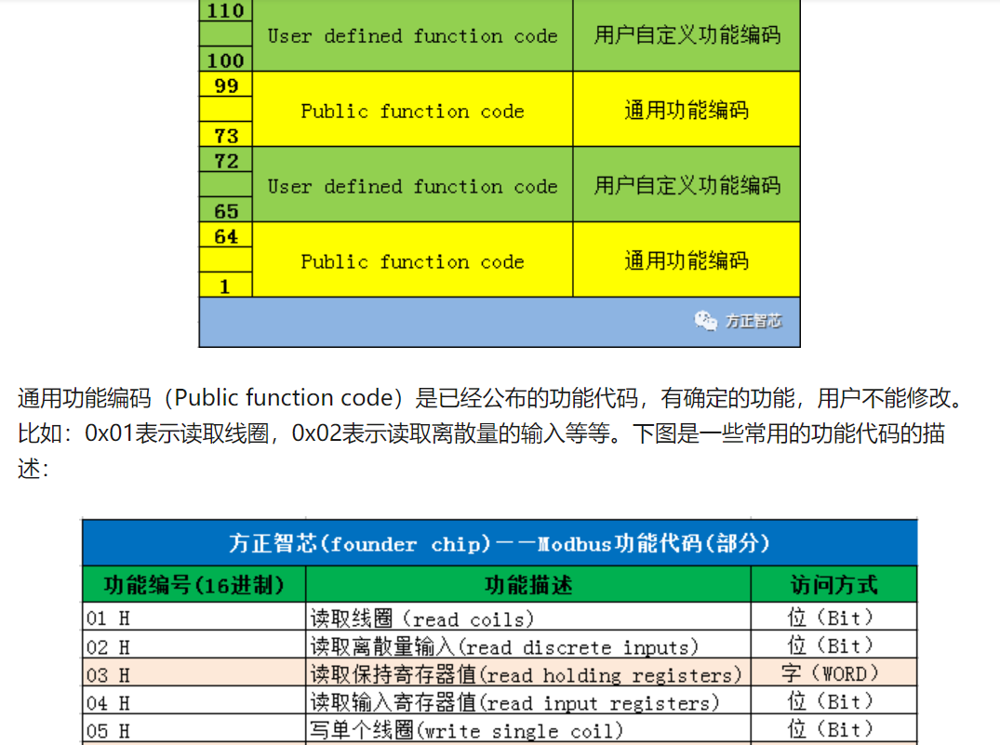 110
User defined function code 用户自定义功能编码
100
99
Public function code 通用功能编码
73
72
User defined function code 用户自定义功能编码
65
64
Public function code 通用功能编码
1
方正智芯
通用功能编码（Public function code）是已经公布的功能代码，有确定的功能，用户不能修改。
比如：0x01表示读取线圈，0x02表示读取离散量的输入等等。下图是一些常用的功能代码的描
述：
方正智芯(founder chip)——Modbus功能代码(部分)
功能编号(16进制) 功能描述 访问方式
01 H 读取线圈（read coils) 位（Bit）
02 H 读取离散量输入(read discrete inputs) 位（Bit）
03 H 读取保持寄存器值(read holding registers) 字（WORD）
04 H 读取输入寄存器值(read input registers) 位（Bit）
05 H 写单个线圈(write single coil) 位（Bit）